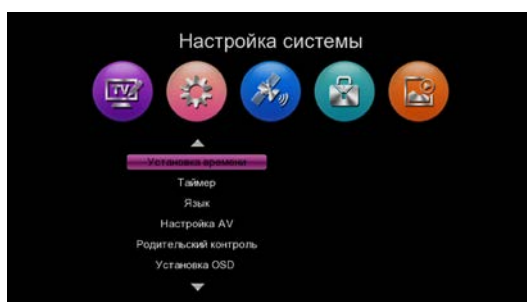 Настройка системы
TV
Установка времени
Таймер
Язык
Настройка AV
Родительский контроль
Установка OSD